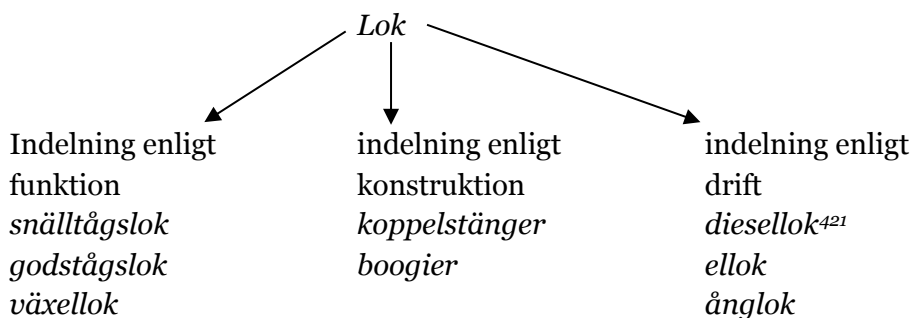 Lok
Indelning enligt
funktion
snälltågslok
godstågslok
växellok
indelning enligt
konstruktion
koppelstänger
boogier
indelning enligt
drift
diesellok421
ellok
ånglok